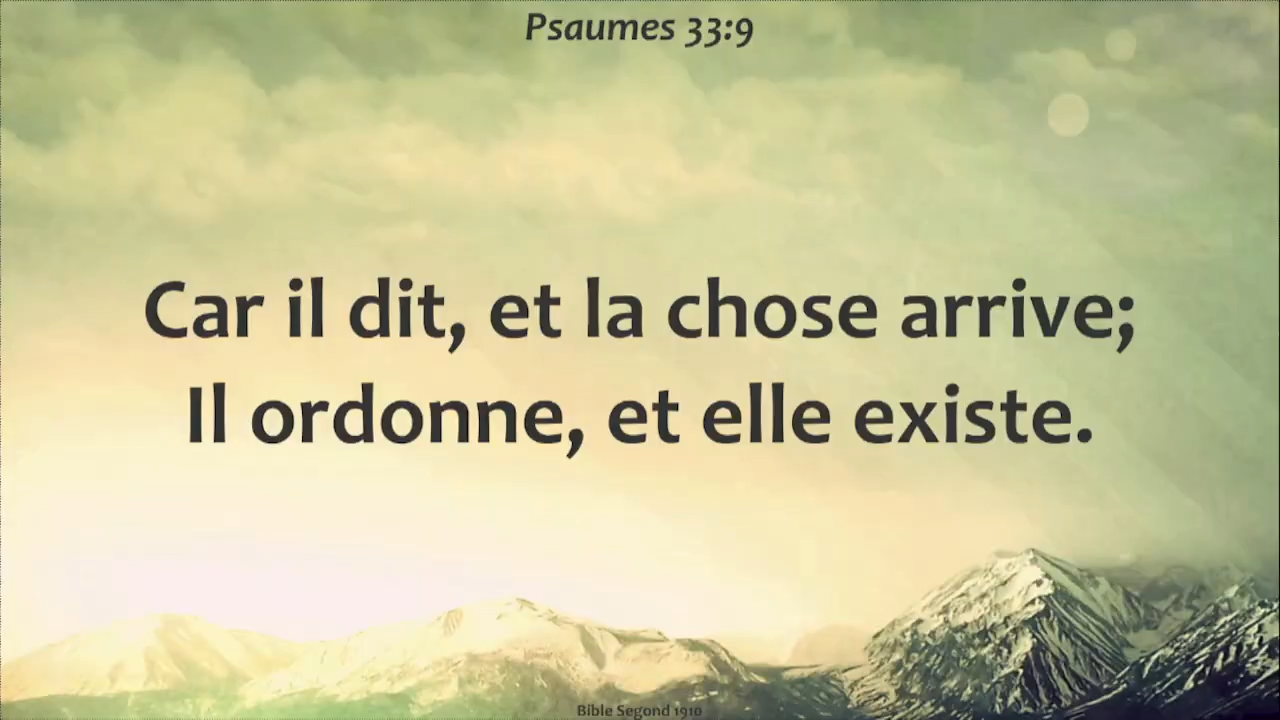 Psaumes 33:9
Car il dit, et la chose arrive;
Il ordonne, et elle existe.
Bible Segond 1910